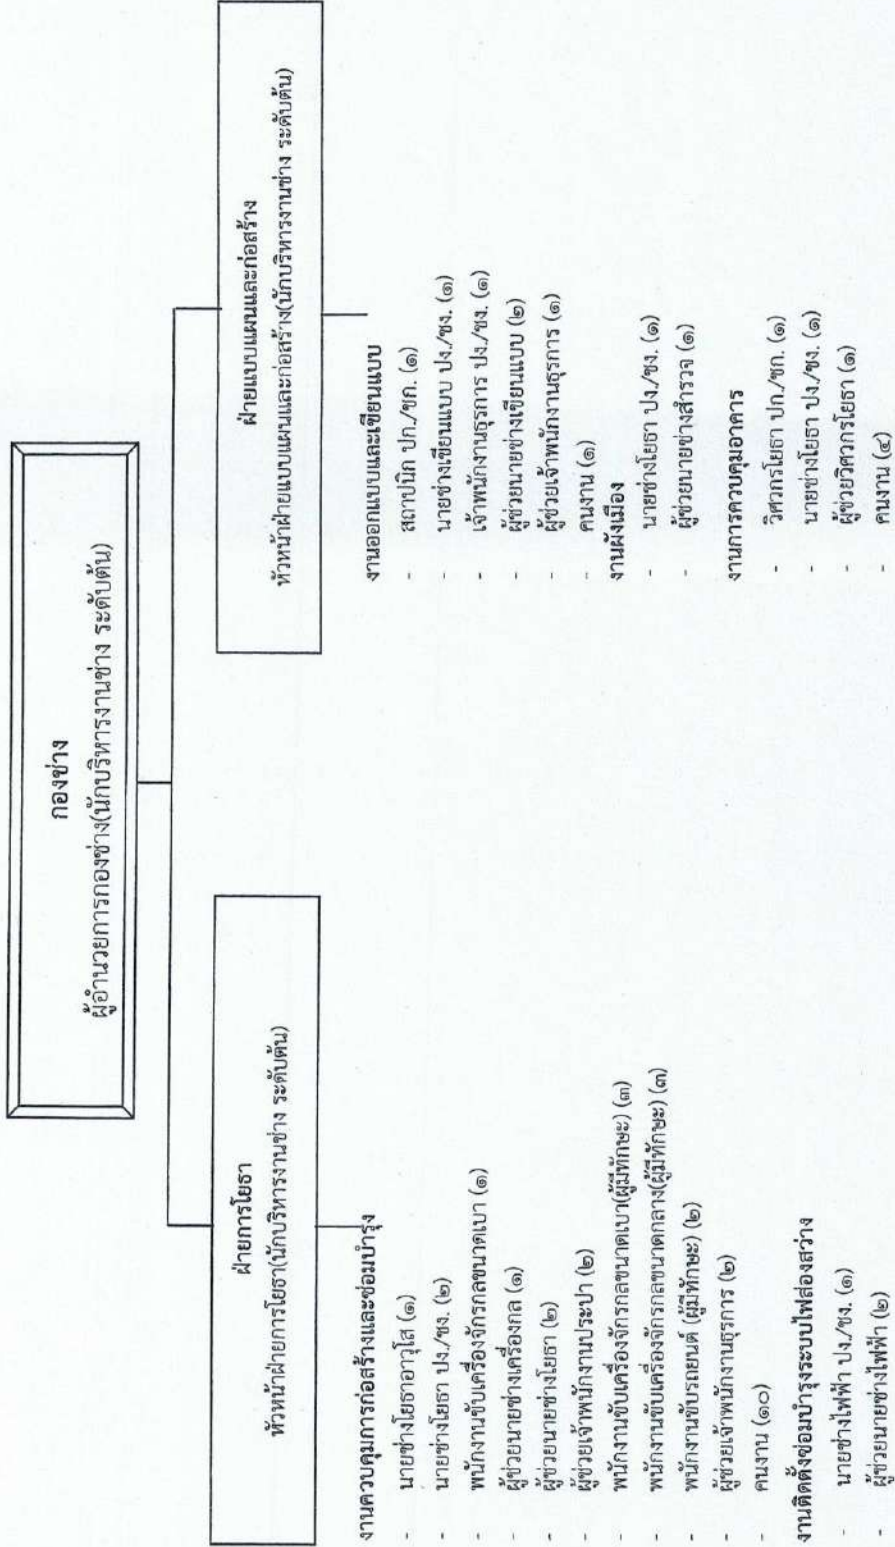 กองช่าง
ผู้อำนวยการกองช่าง(นักบริหารงานช่าง ระดับต้น)
ฝ่ายการโยธา
หัวหน้าฝ่ายการโยธา(นักบริหารงานช่าง ระดับต้น)
งานควบคุมการก่อสร้างและซ่อมบำรุง
- นายช่างโยธาอาวุโส (๑)
- นายช่างโยธา ปง./ชง. (๒)
- พนักงานขับเครื่องจักรกลขนาดเบา (๑)
- ผู้ช่วยนายช่างเครื่องกล (๑)
- ผู้ช่วยนายช่างโยธา (๒)
- ผู้ช่วยเจ้าพนักงานประปา (๒)
- พนักงานขับเครื่องจักรกลขนาดเบา(ผู้มีทักษะ) (๓)
- พนักงานขับเครื่องจักรกลขนาดกลาง(ผู้มีทักษะ) (๓)
- พนักงานขับรถยนต์ (ผู้มีทักษะ) (๒)
- ผู้ช่วยเจ้าพนักงานธุรการ (๒)
- คนงาน (๑๐)
งานติดตั้งซ่อมบำรุงระบบไฟส่องสว่าง
- นายช่างไฟฟ้า ปง./ชง. (๑)
- ผู้ช่วยนายช่างไฟฟ้า (๒)
ฝ่ายแบบแผนและก่อสร้าง
หัวหน้าฝ่ายแบบแผนและก่อสร้าง(นักบริหารงานช่าง ระดับต้น)
งานออกแบบและเขียนแบบ
- สถาปนิก ปก./ชก. (๑)
- นายช่างเขียนแบบ ปง./ชง. (๑)
- เจ้าพนักงานธุรการ ปง./ชง. (๑)
- ผู้ช่วยนายช่างเขียนแบบ (๒)
- ผู้ช่วยเจ้าพนักงานธุรการ (๑)
- คนงาน (๑)
งานผังเมือง
- นายช่างโยธา ปง./ชง. (๑)
- ผู้ช่วยนายช่างสำรวจ (๑)
งานการควบคุมอาคาร
- วิศวกรโยธา ปก./ชก. (๑)
- นายช่างโยธา ปง./ชง. (๑)
- ผู้ช่วยวิศวกรโยธา (๑)
- คนงาน (๔)